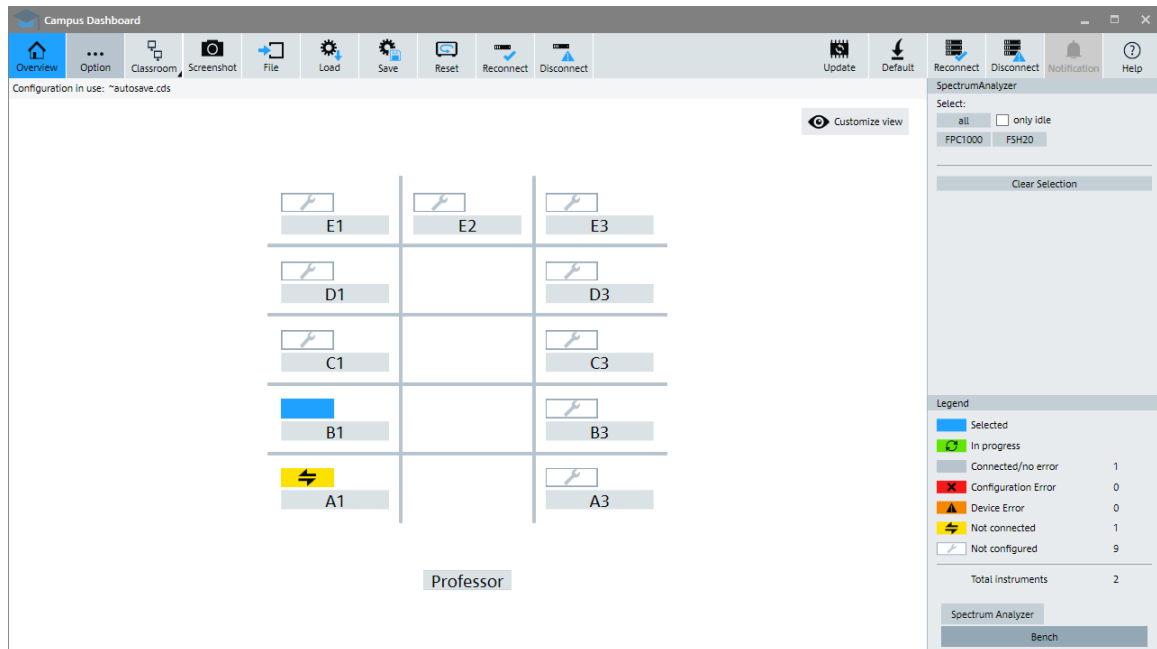 Campus Dashboard
Overview Option Classroom Screenshot File Load Save Reset Reconnect Disconnect Update Default Reconnect Disconnect Notification Help
Configuration in use: ~autosave.cds
Customize view
E1 E2 E3
D1 D3
C1 C3
B1 B3
A1 A3
Professor
SpectrumAnalyzer
Select:
all only idle
FPC1000 FSH20
Clear Selection
Legend
Selected
In progress
Connected/no error 1
Configuration Error 0
Device Error 0
Not connected 1
Not configured 9
Total instruments 2
Spectrum Analyzer
Bench